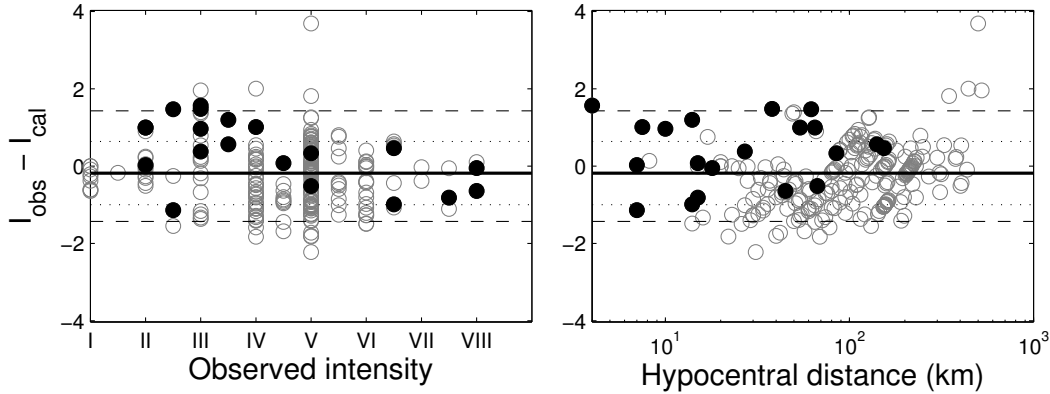 4
2
0
−2
−4
I_obs − I_cal
I II III IV V VI VII VIII
Observed intensity
4
2
0
−2
−4
10^1 10^2 10^3
Hypocentral distance (km)